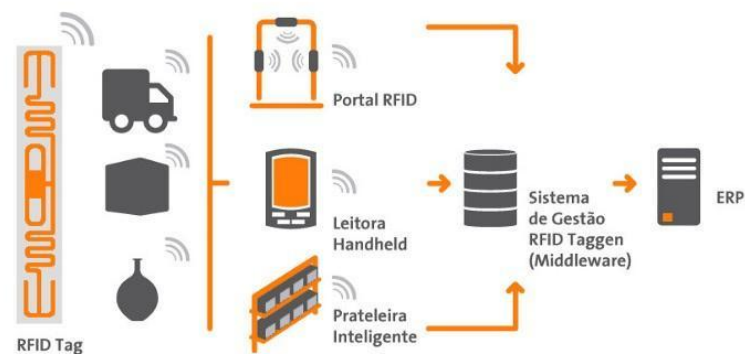 RFID Tag
Portal RFID
Leitora
Handheld
Prateleira
Inteligente
Sistema
de Gestão
RFID Taggen
(Middleware)
ERP